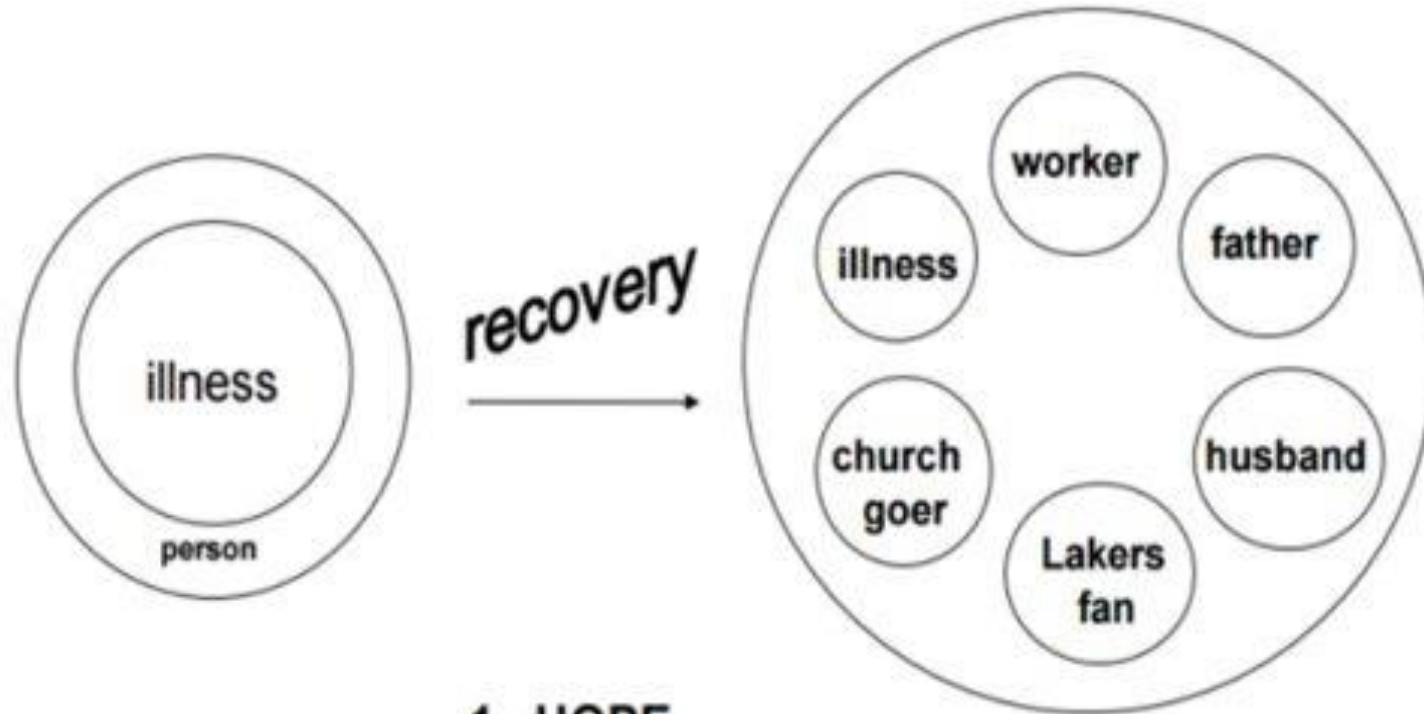 illness
person
recovery
worker
illness
father
church
goer
husband
Lakers
fan